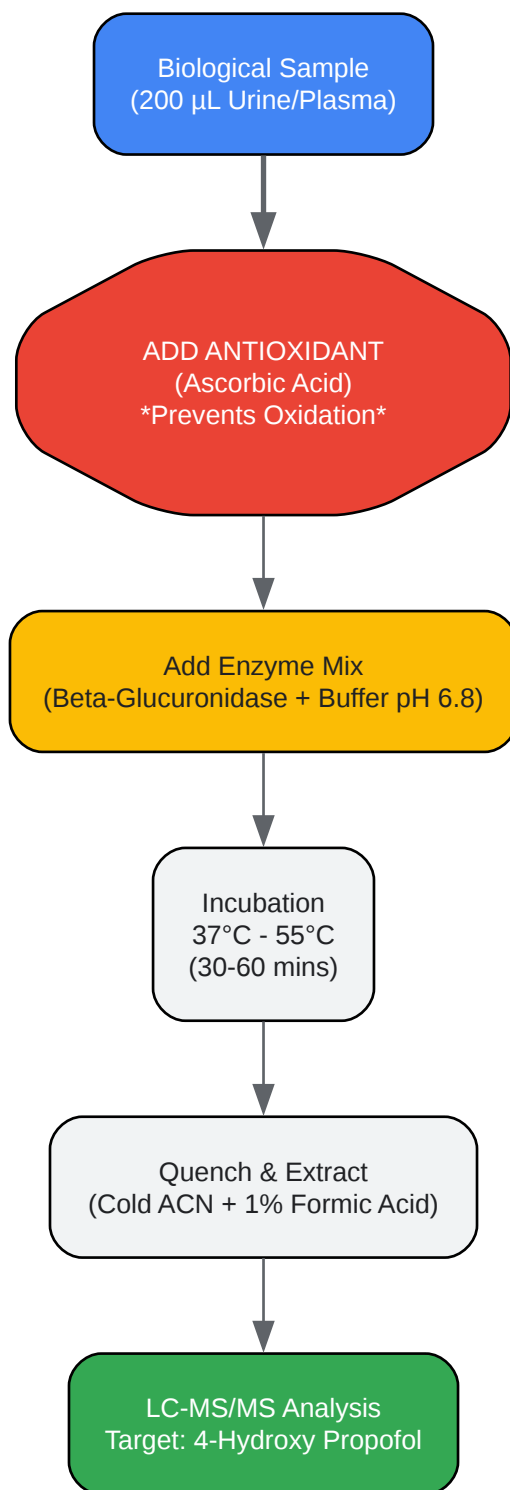 Biological Sample
(200 µL Urine/Plasma)
ADD ANTIOXIDANT
(Ascorbic Acid)
*Prevents Oxidation*
Add Enzyme Mix
(Beta-Glucuronidase + Buffer pH 6.8)
Incubation
37°C - 55°C
(30-60 mins)
Quench & Extract
(Cold ACN + 1% Formic Acid)
LC-MS/MS Analysis
Target: 4-Hydroxy Propofol